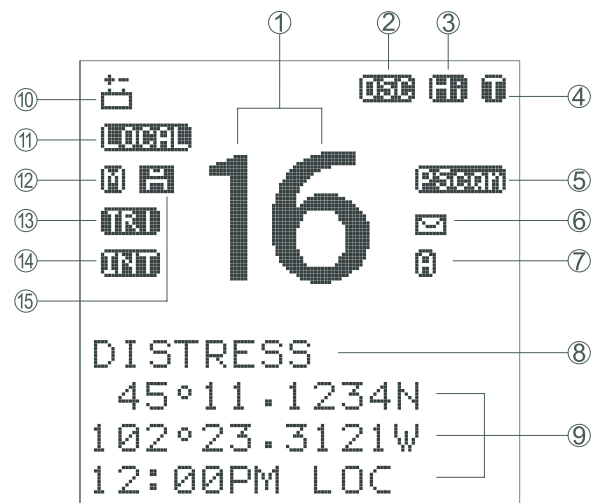 ①
② ③
DSC Hi T
④
⑩
LOCAL
⑪
16
M
⑫
PScan
⑤
TRI
⑬
⑥
INT
⑭
A
⑦
⑮
DISTRESS
⑧
45°11.1234N
102°23.3121W
⑨
12:00PM LOC